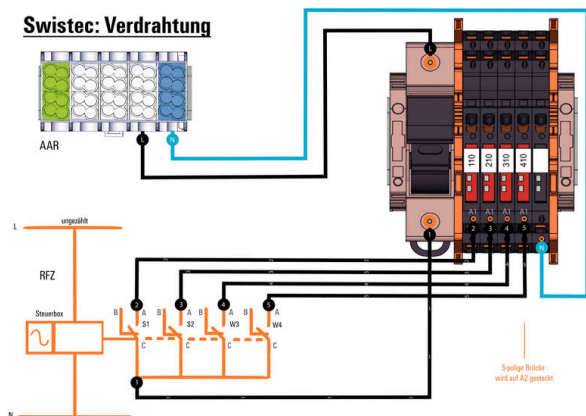 Swistec: Verdrahtung
AAR
L
N
L
110
210
310
410
A1 A1 A1 A1
2 3 4 5
1
N
L
ungezählt
RFZ
Steuerbox
2 3 4 5
B A B A B A B A
S1 S2 W3 W4
C C C C
1
5-polige Brücke
wird auf A2 gesteckt
N